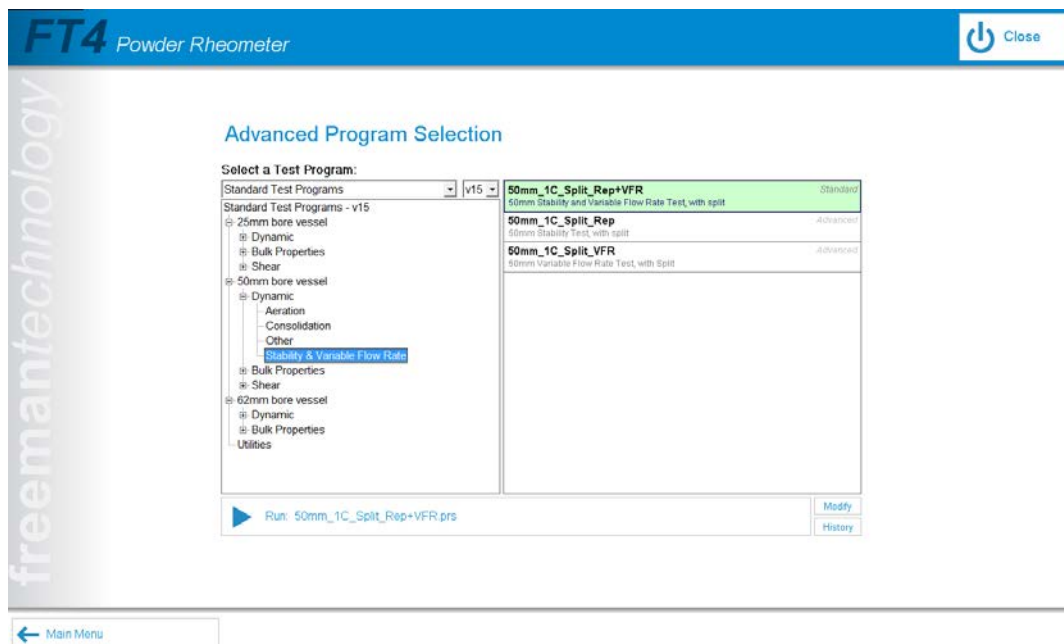 FT4 Powder Rheometer
Close
freemantechnology
Advanced Program Selection
Select a Test Program:
Standard Test Programs
v15
Standard Test Programs - v15
25mm bore vessel
Dynamic
Bulk Properties
Shear
50mm bore vessel
Dynamic
Aeration
Consolidation
Other
Stability & Variable Flow Rate
Bulk Properties
Shear
62mm bore vessel
Dynamic
Bulk Properties
Utilities
50mm_1C_Split_Rep+VFR Standard
50mm Stability and Variable Flow Rate Test, with split
50mm_1C_Split_Rep Advanced
50mm Stability Test, with split
50mm_1C_Split_VFR Advanced
50mm Variable Flow Rate Test, with Split
Run: 50mm_1C_Split_Rep+VFR.prs
Modify
History
Main Menu